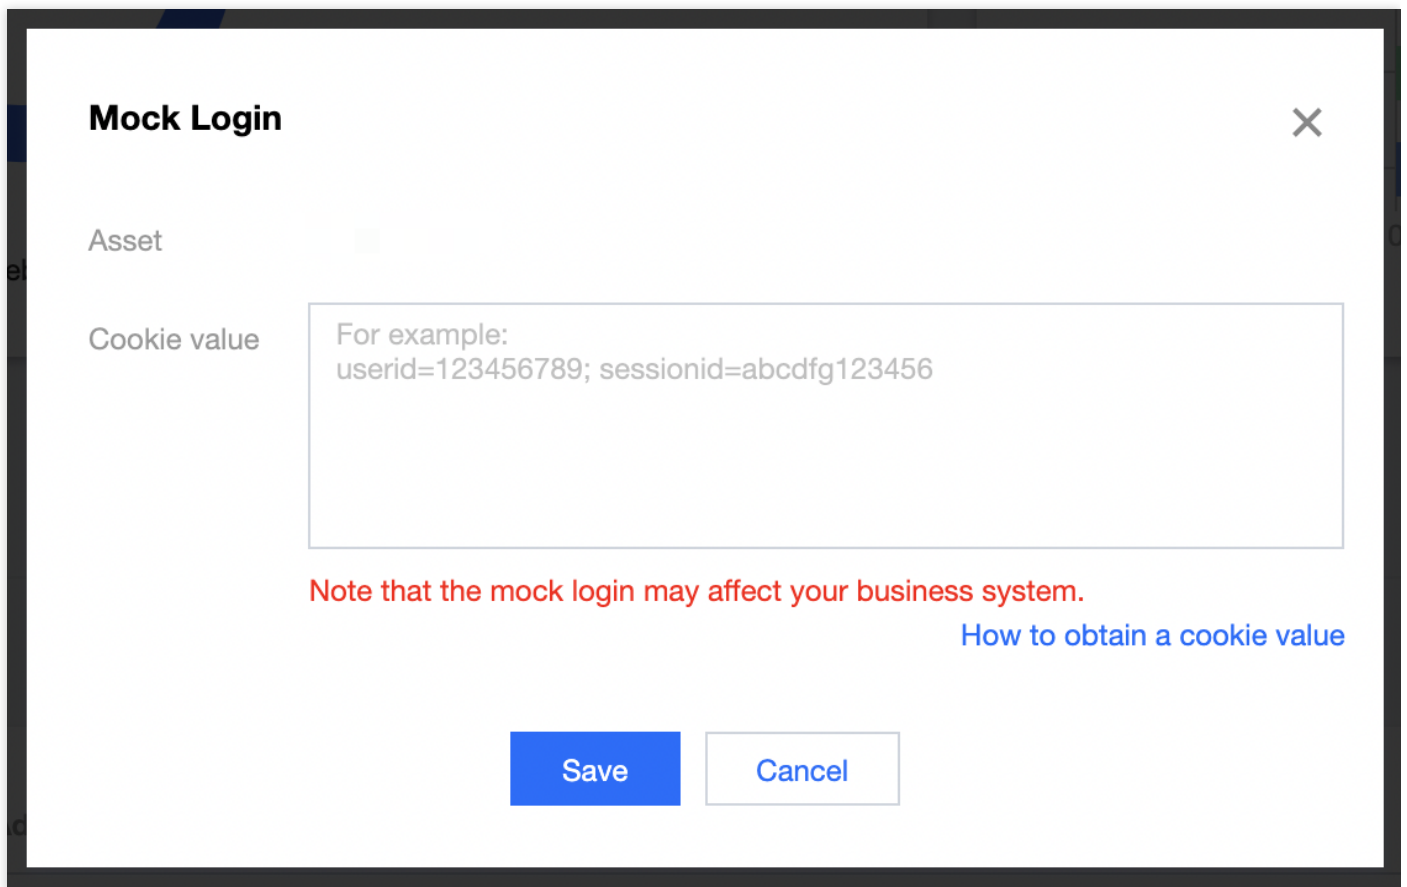 Mock Login
Asset
Cookie value
For example:
userid=123456789; sessionid=abcdfg123456
Note that the mock login may affect your business system.
How to obtain a cookie value
Save
Cancel